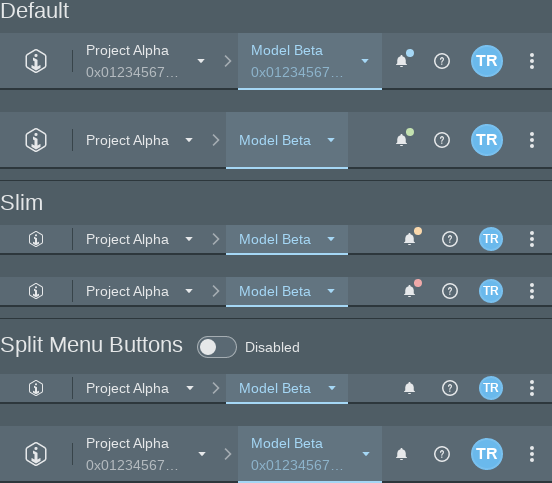 Default
Project Alpha Model Beta
0x01234567… 0x01234567… TR
Project Alpha Model Beta TR
Slim
Project Alpha Model Beta TR
Project Alpha Model Beta TR
Split Menu Buttons Disabled
Project Alpha Model Beta TR
Project Alpha Model Beta
0x01234567… 0x01234567… TR